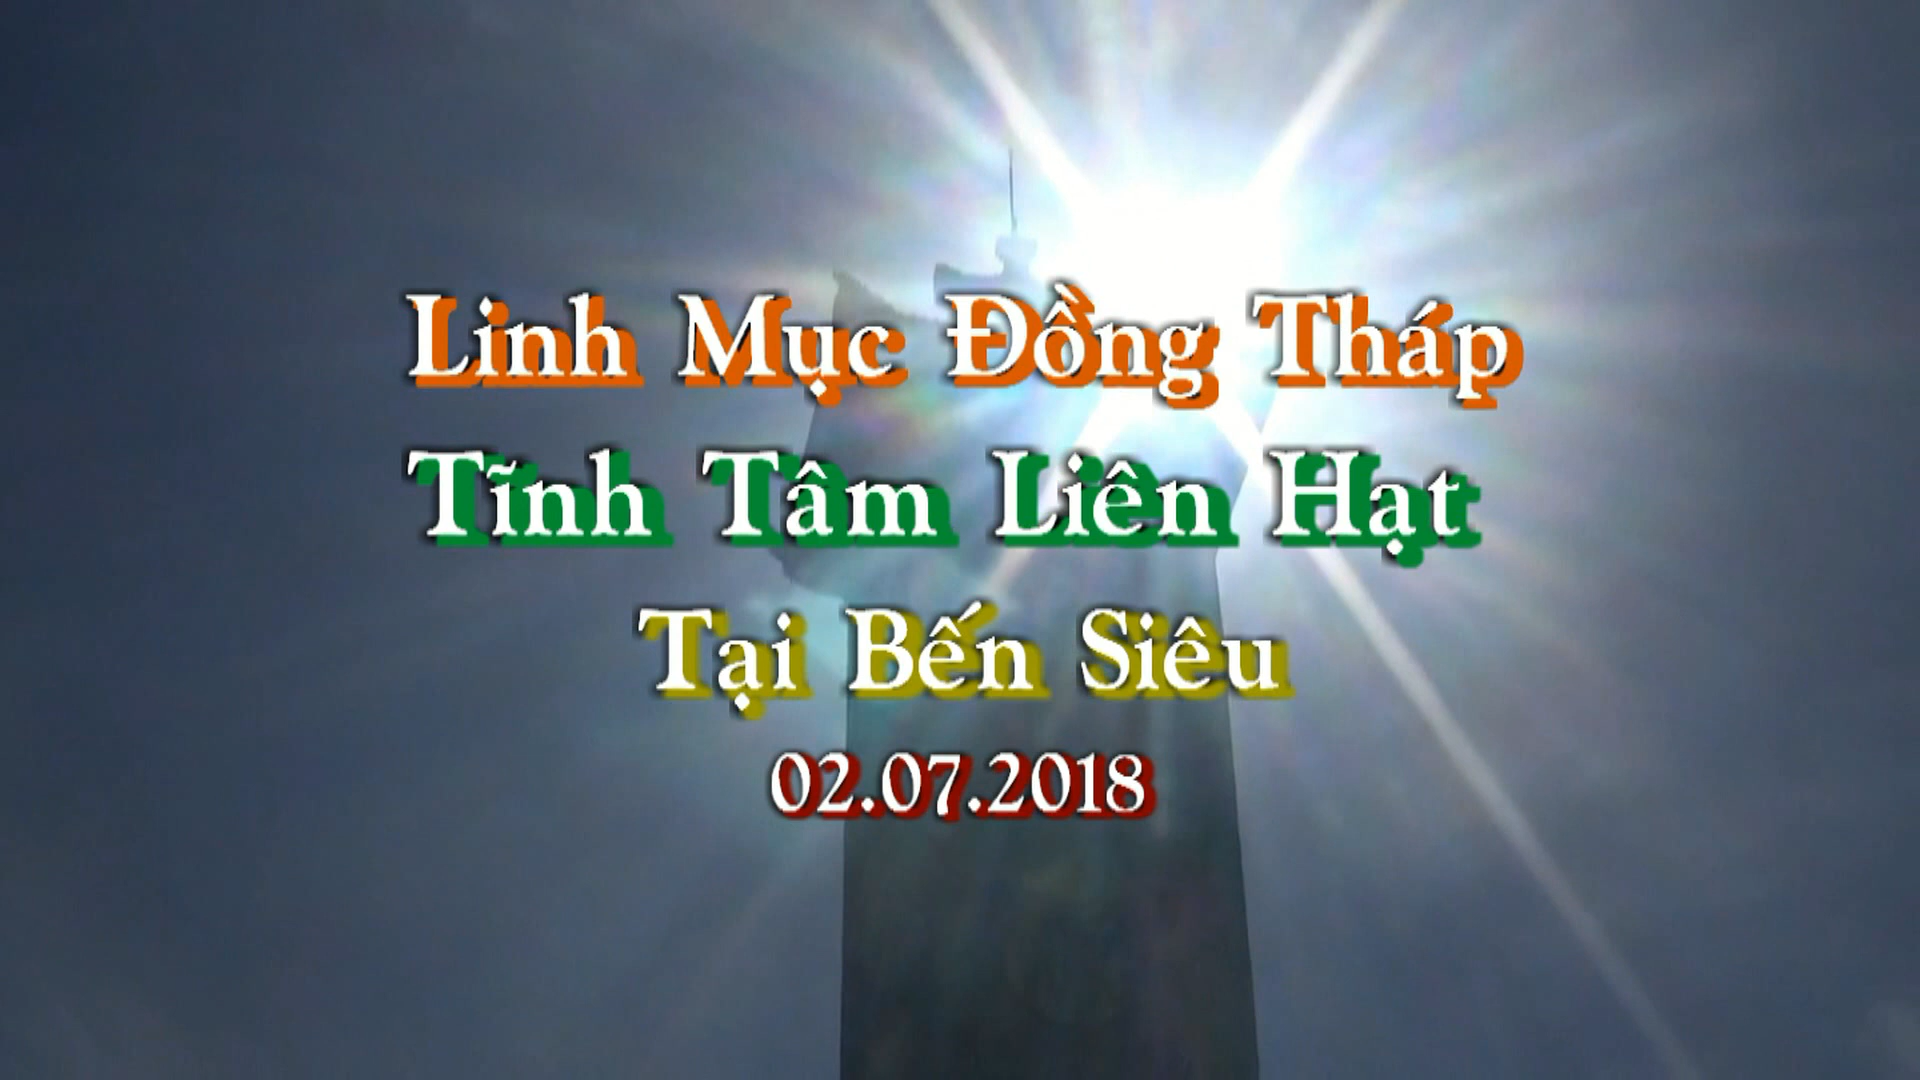 Linh Mục Đồng Tháp
Tĩnh Tâm Liên Hạt
Tại Bến Siêu
02.07.2018